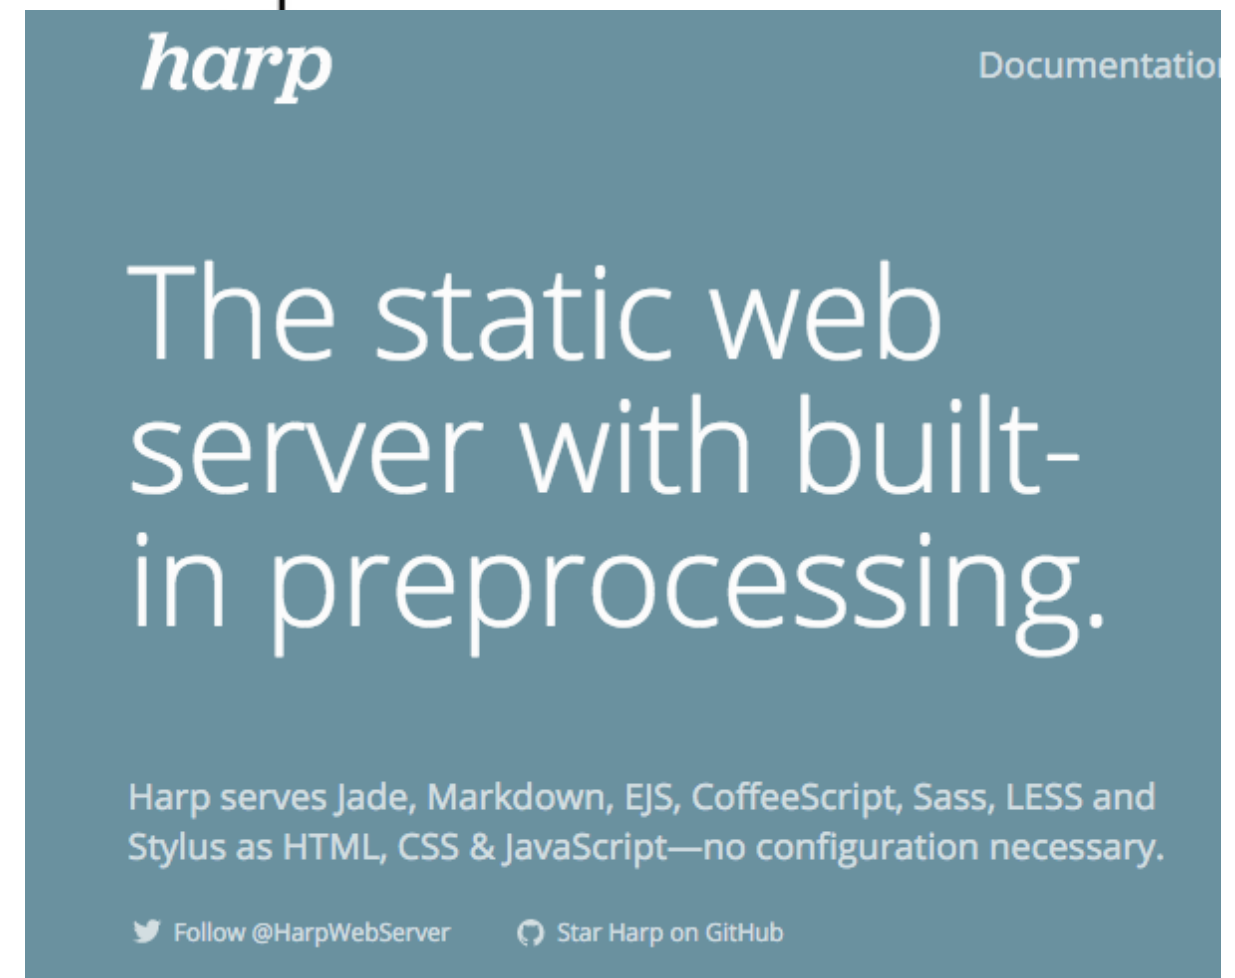 harp
Documentation
The static web
server with built-
in preprocessing.
Harp serves Jade, Markdown, EJS, CoffeeScript, Sass, LESS and
Stylus as HTML, CSS & JavaScript—no configuration necessary.
Follow @HarpWebServer
Star Harp on GitHub